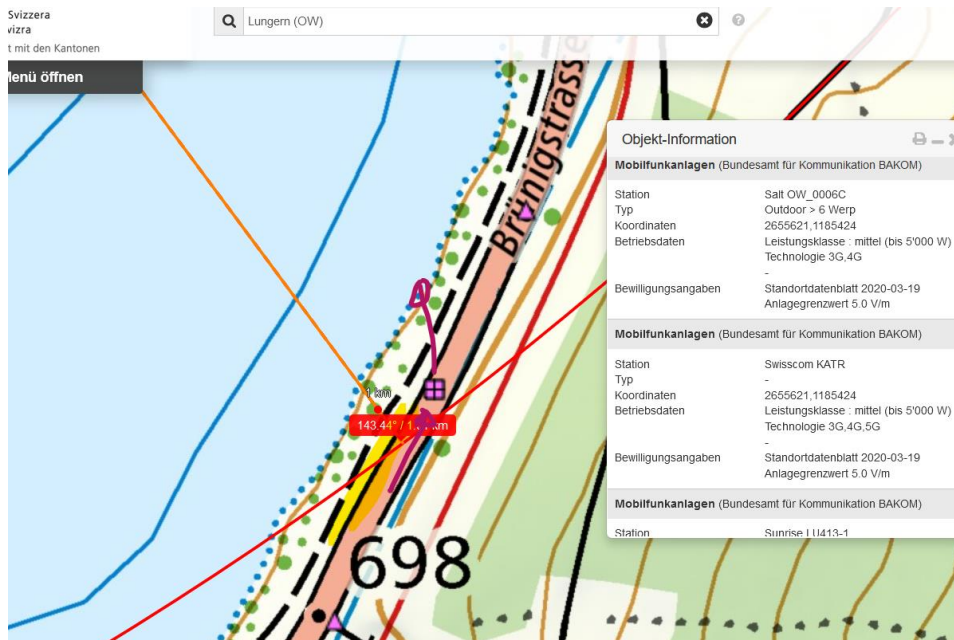 Svizzera
vizra
t mit den Kantonen
Menü öffnen
Lungern (OW)
Brünigstrasse
1 km
143.44° / 1. km
698
Objekt-Information
Mobilfunkanlagen (Bundesamt für Kommunikation BAKOM)
Station Salt OW_0006C
Typ Outdoor > 6 Werp
Koordinaten 2655621,1185424
Betriebsdaten Leistungsklasse : mittel (bis 5'000 W)
Technologie 3G,4G
-
Bewilligungsangaben Standortdatenblatt 2020-03-19
Anlagegrenzwert 5.0 V/m
Mobilfunkanlagen (Bundesamt für Kommunikation BAKOM)
Station Swisscom KATR
Typ -
Koordinaten 2655621,1185424
Betriebsdaten Leistungsklasse : mittel (bis 5'000 W)
Technologie 3G,4G,5G
-
Bewilligungsangaben Standortdatenblatt 2020-03-19
Anlagegrenzwert 5.0 V/m
Mobilfunkanlagen (Bundesamt für Kommunikation BAKOM)
Station Sunrise LU413-1